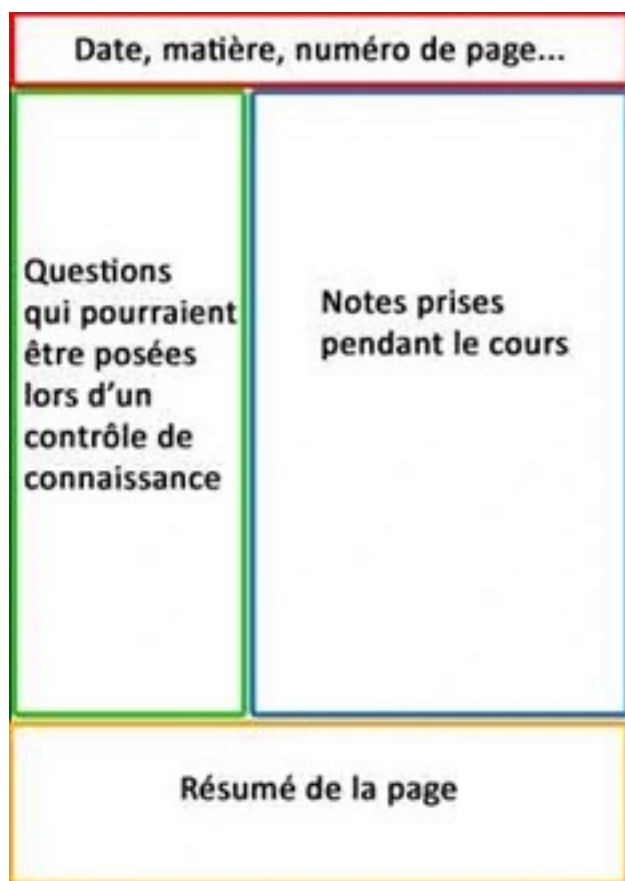 Date, matière, numéro de page...
Questions
qui pourraient
être posées
lors d'un
contrôle de
connaissance
Notes prises
pendant le cours
Résumé de la page